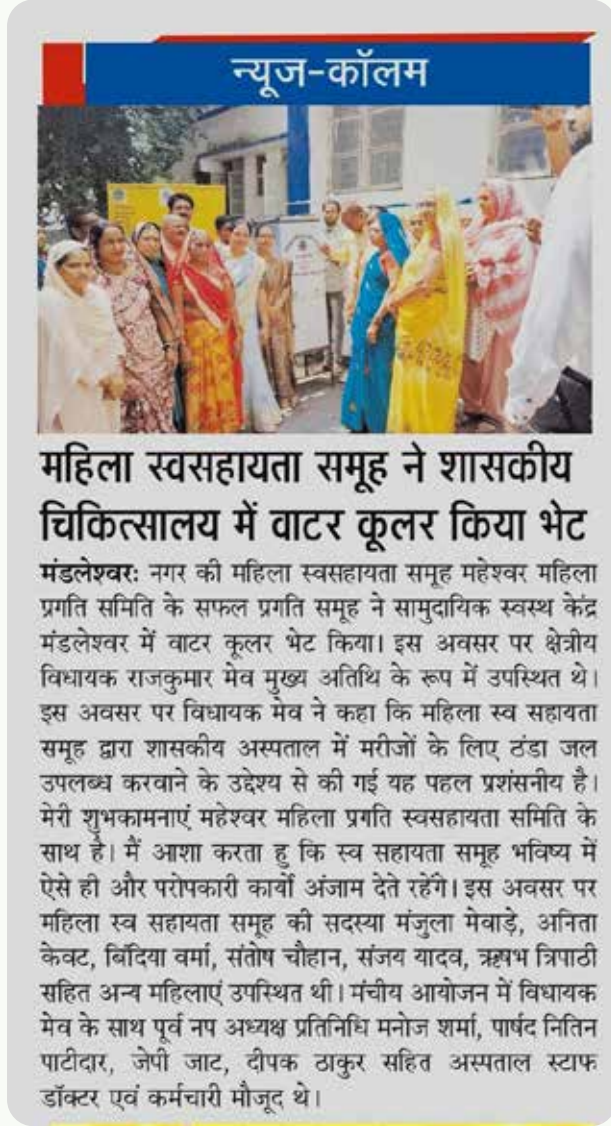 न्यूज-कॉलम
महिला स्वसहायता समूह ने शासकीय
चिकित्सालय में वाटर कूलर किया भेट
मंडलेश्वर: नगर की महिला स्वसहायता समूह महेश्वर महिला
प्रगति समिति के सफल प्रगति समूह ने सामुदायिक स्वस्थ केंद्र
मंडलेश्वर में वाटर कूलर भेट किया। इस अवसर पर क्षेत्रीय
विधायक राजकुमार मेव मुख्य अतिथि के रूप में उपस्थित थे।
इस अवसर पर विधायक मेव ने कहा कि महिला स्व सहायता
समूह द्वारा शासकीय अस्पताल में मरीजों के लिए ठंडा जल
उपलब्ध करवाने के उद्देश्य से की गई यह पहल प्रशंसनीय है।
मेरी शुभकामनाएं महेश्वर महिला प्रगति स्वसहायता समिति के
साथ है। मैं आशा करता हु कि स्व सहायता समूह भविष्य में
ऐसे ही और परोपकारी कार्यो अंजाम देते रहेंगे। इस अवसर पर
महिला स्व सहायता समूह की सदस्या मंजुला मेवाड़े, अनिता
केवट, बिंदिया वर्मा, संतोष चौहान, संजय यादव, ऋषभ त्रिपाठी
सहित अन्य महिलाएं उपस्थित थी। मंचीय आयोजन में विधायक
मेव के साथ पूर्व नप अध्यक्ष प्रतिनिधि मनोज शर्मा, पार्षद नितिन
पाटीदार, जेपी जाट, दीपक ठाकुर सहित अस्पताल स्टाफ
डॉक्टर एवं कर्मचारी मौजूद थे।